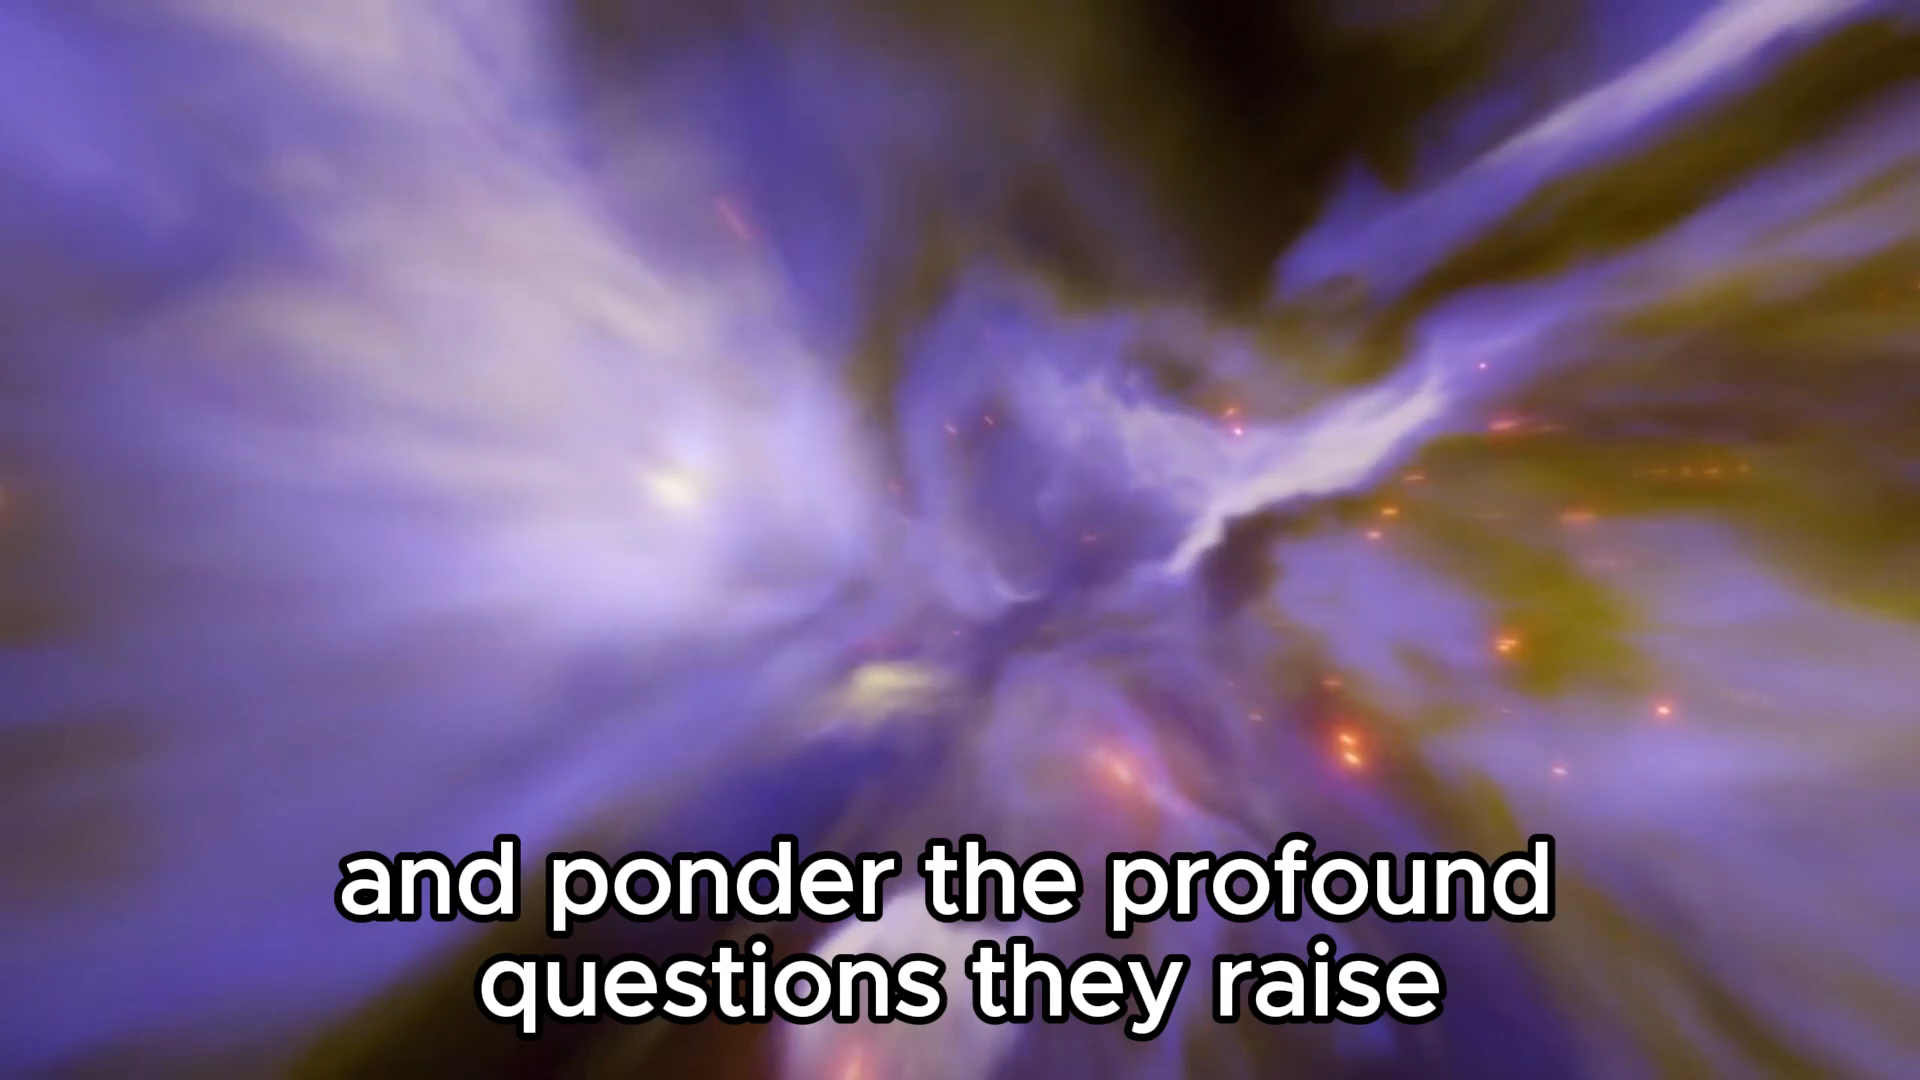 and ponder the profound
questions they raise